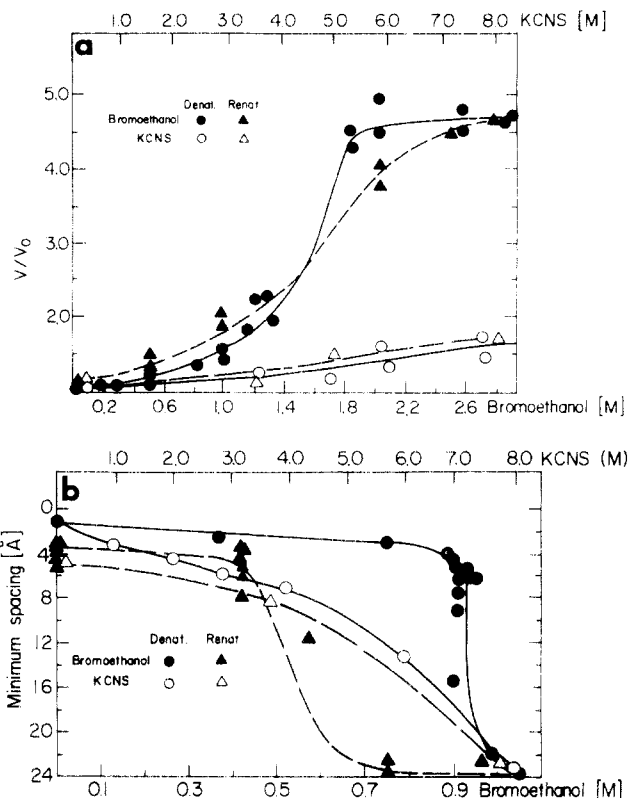 1.0 2.0 3.0 4.0 5.0 6.0 7.0 8.0 KCNS [M]
a
Denat. Renat
Bromoethanol
KCNS
5.0
4.0
3.0
2.0
V/V₀
0.2 0.6 1.0 1.4 1.8 2.2 2.6 Bromoethanol [M]
1.0 2.0 3.0 4.0 5.0 6.0 7.0 8.0 KCNS (M)
b
0
4
8
12
16
20
24
Minimum spacing [Å]
Denat. Renat
Bromoethanol
KCNS
0.1 0.3 0.5 0.7 0.9 Bromoethanol [M]